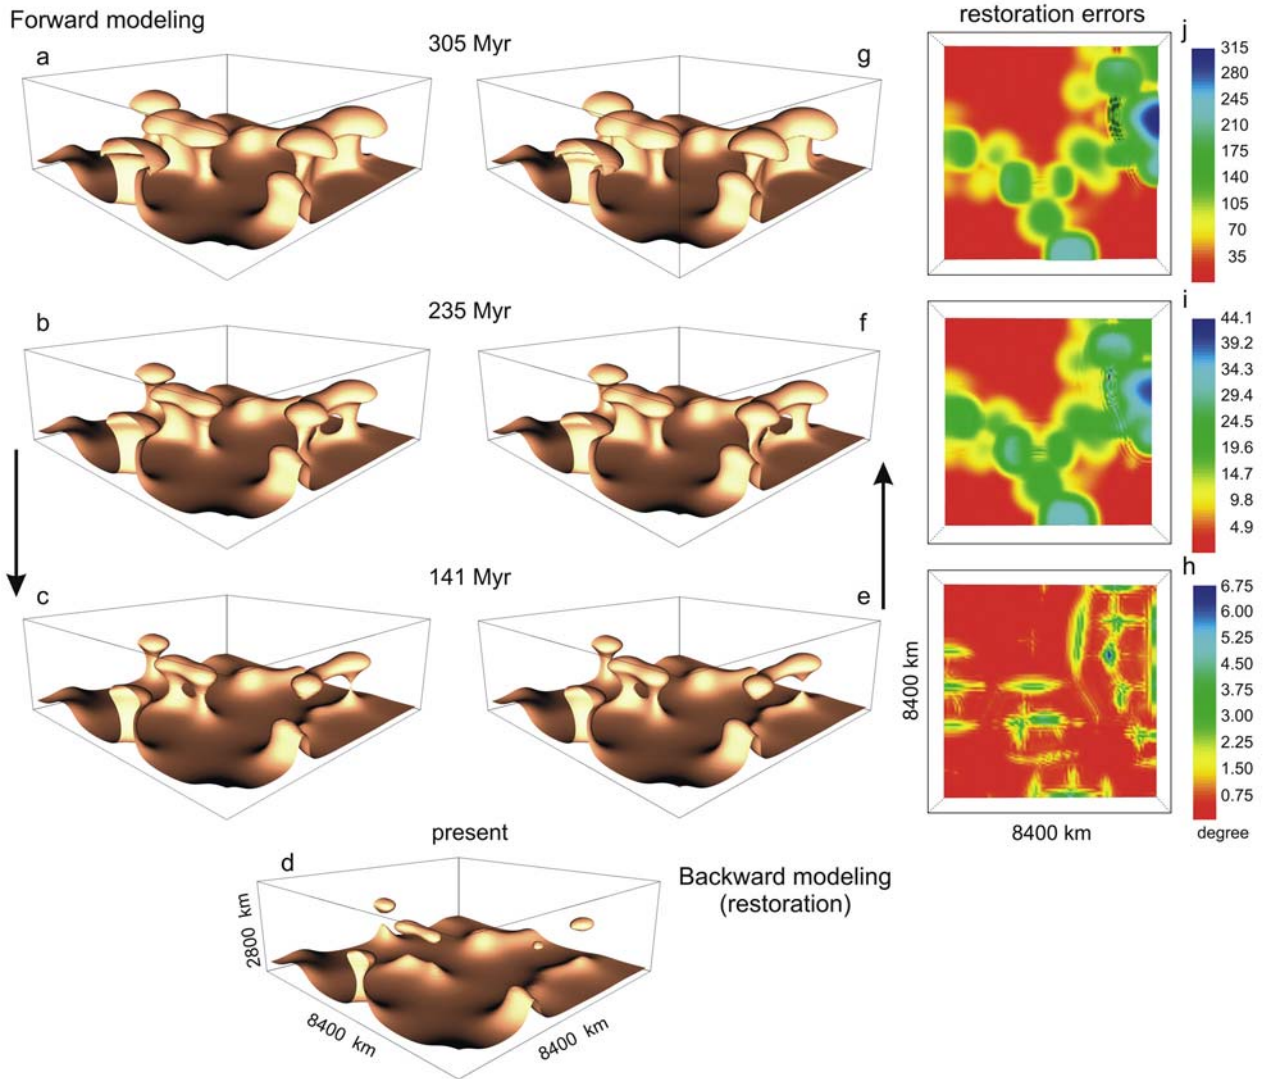 Forward modeling
restoration errors
a
305 Myr
g
j
315
280
245
210
175
140
105
70
35
b
235 Myr
f
i
44.1
39.2
34.3
29.4
24.5
19.6
14.7
9.8
4.9
c
141 Myr
e
h
6.75
6.00
5.25
4.50
3.75
3.00
2.25
1.50
0.75
degree
8400 km
8400 km
present
d
Backward modeling
(restoration)
2800 km
8400 km
8400 km